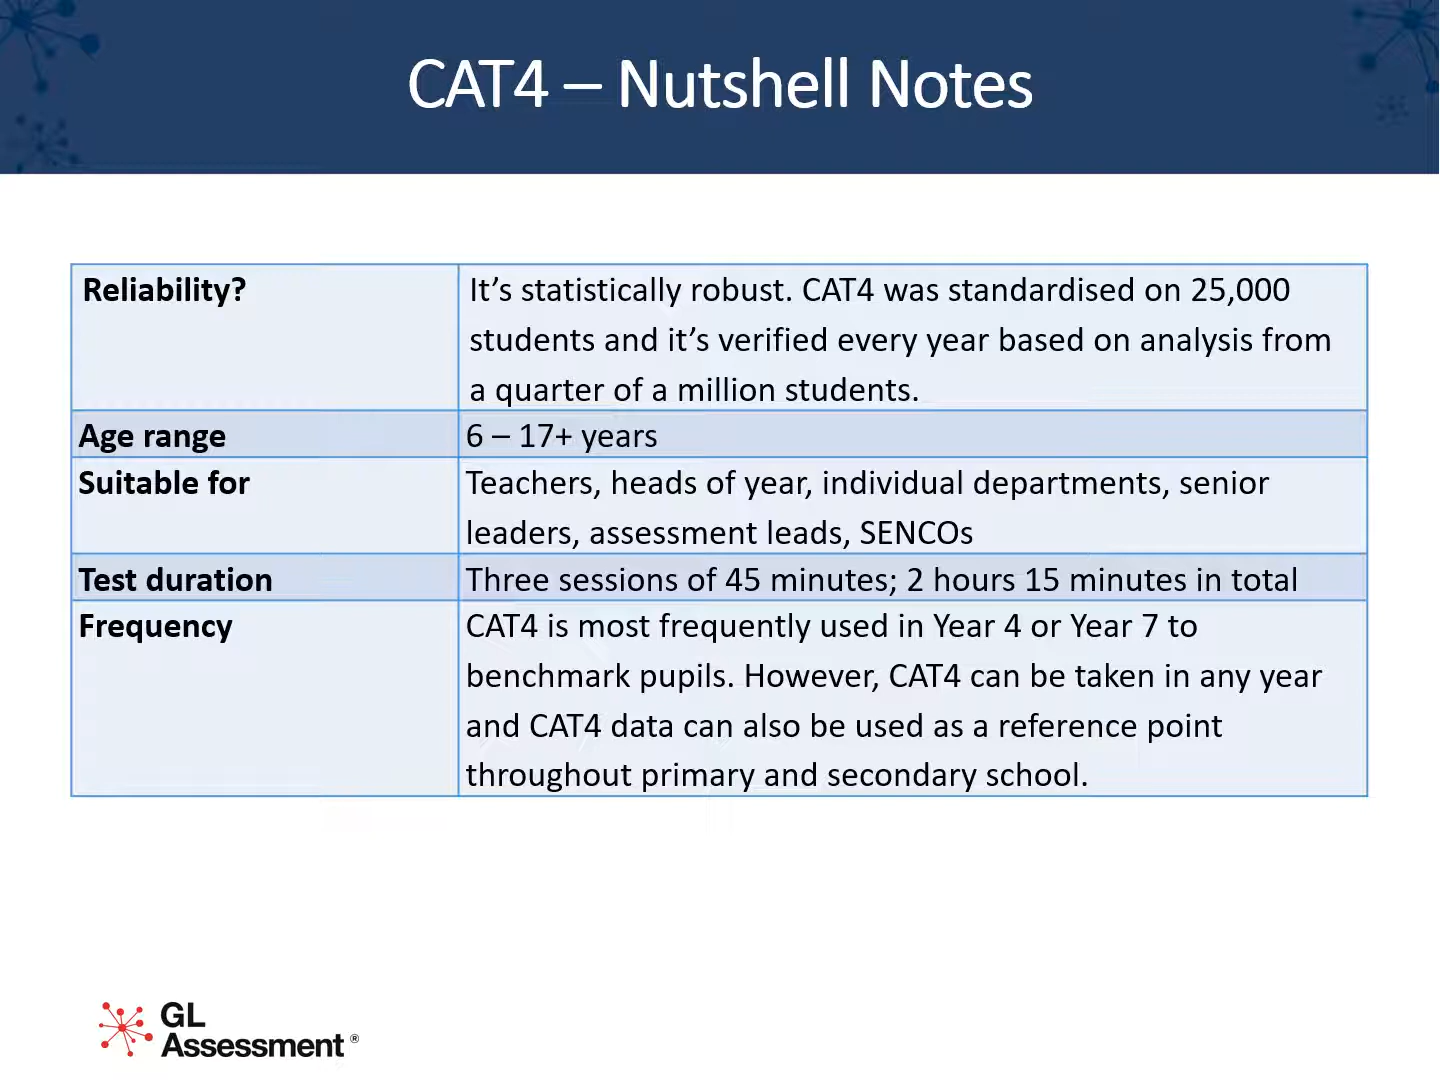 CAT4 – Nutshell Notes
Reliability?
It’s statistically robust. CAT4 was standardised on 25,000
students and it’s verified every year based on analysis from
a quarter of a million students.
Age range
6 – 17+ years
Suitable for
Teachers, heads of year, individual departments, senior
leaders, assessment leads, SENCOs
Test duration
Three sessions of 45 minutes; 2 hours 15 minutes in total
Frequency
CAT4 is most frequently used in Year 4 or Year 7 to
benchmark pupils. However, CAT4 can be taken in any year
and CAT4 data can also be used as a reference point
throughout primary and secondary school.
GL
Assessment®